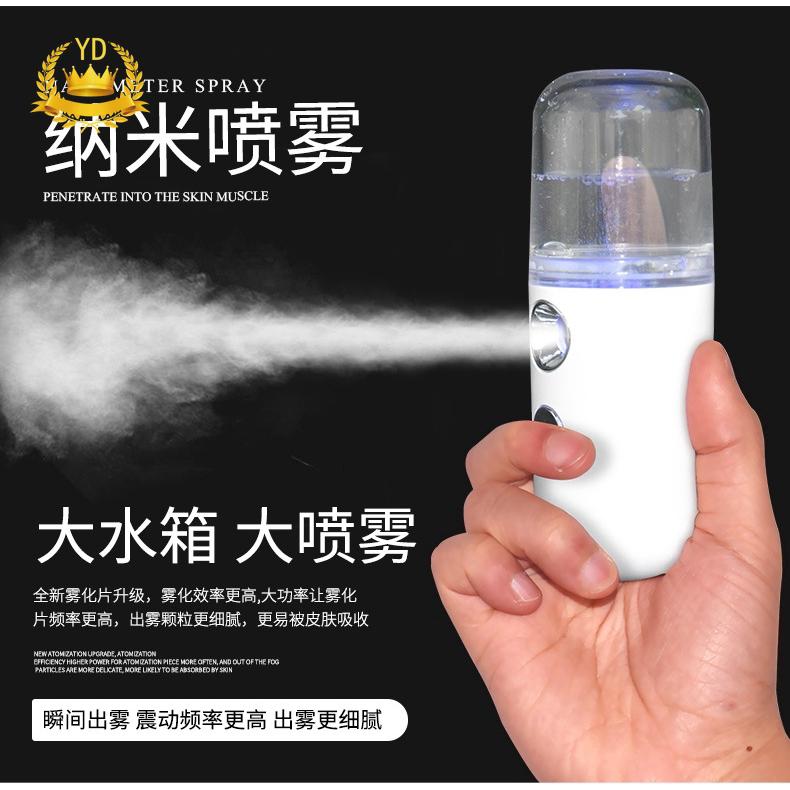 YD
METER SPRAY
纳米喷雾
PENETRATE INTO THE SKIN MUSCLE
大水箱 大喷雾
全新雾化片升级，雾化效率更高,大功率让雾化
片频率更高，出雾颗粒更细腻，更易被皮肤吸收
NEW ATOMIZATION UPGRADE, ATOMIZATION
EFFICIENCY HIGHER POWER FOR ATOMIZATION PIECE MORE OFTEN, AND OUT OF THE FOG
PARTICLES ARE MORE DELICATE, MORE LIKELY TO BE ABSORBED BY SKIN
瞬间出雾 震动频率更高 出雾更细腻